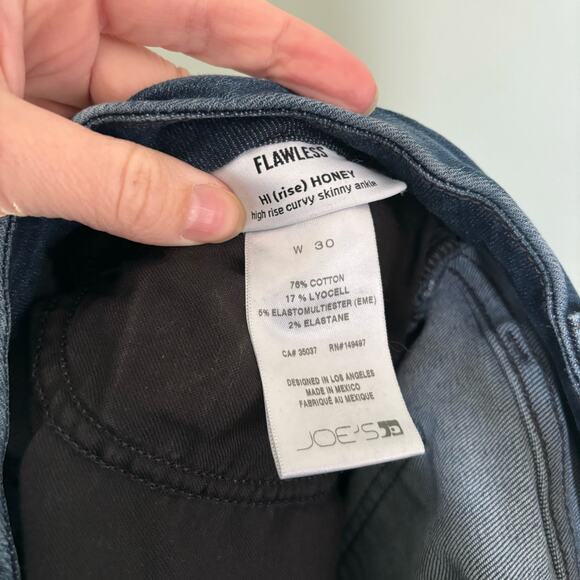 FLAWLESS
HI (rise) HONEY
high rise curvy skinny ankle
W 30
76% COTTON
17 % LYOCELL
5% ELASTOMULTIESTER (EME)
2% ELASTANE
CA# 35037 RN#149497
DESIGNED IN LOS ANGELES
MADE IN MEXICO
FABRIQUÉ AU MEXIQUE
JOE'S